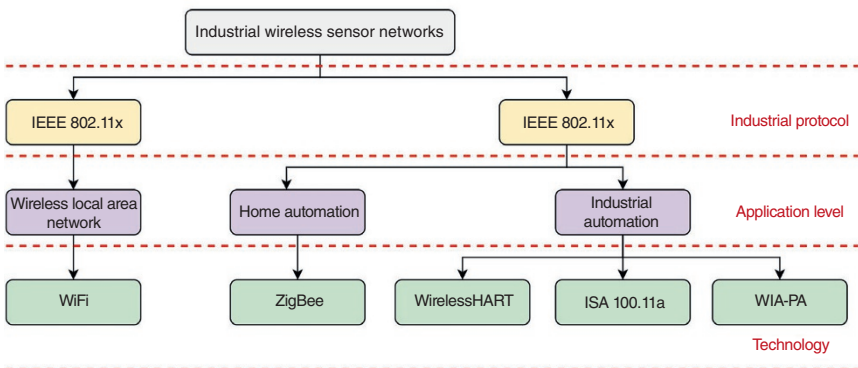 Industrial wireless sensor networks
IEEE 802.11x
IEEE 802.11x
Industrial protocol
Wireless local area
network
Home automation
Industrial
automation
Application level
WiFi
ZigBee
WirelessHART
ISA 100.11a
WIA-PA
Technology